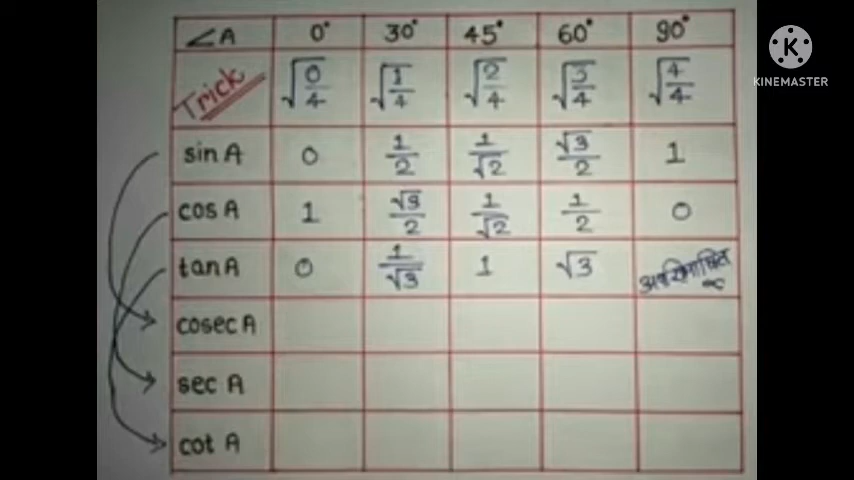 ∠A 0° 30° 45° 60° 90°
Trick √0/4 √1/4 √2/4 √3/4 √4/4
sin A 0 1/2 1/√2 √3/2 1
cos A 1 √3/2 1/√2 1/2 0
tan A 0 1/√3 1 √3 अपरिभाषित ∞
cosec A
sec A
cot A
K
KINEMASTER